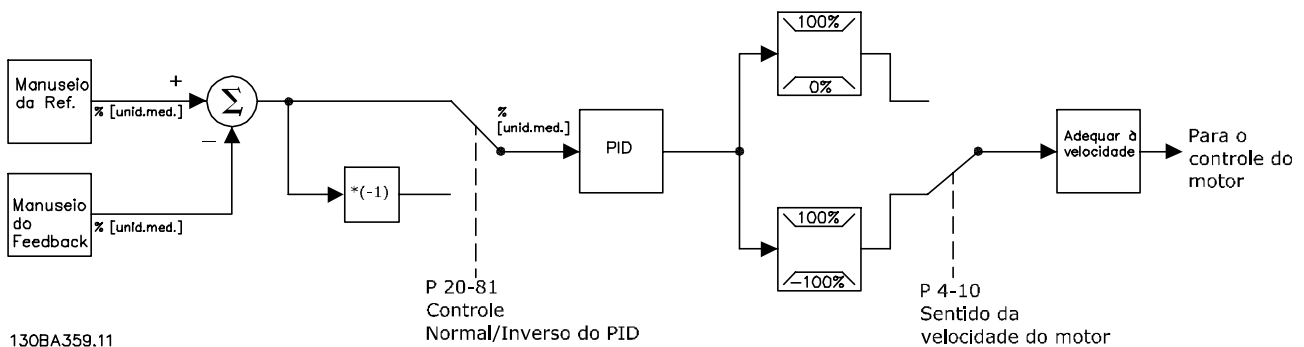 Manuseio
da Ref.
+
% [unid.med.]
Σ
−
Manuseio
do
Feedback
% [unid.med.]
*(-1)
%
[unid.med.]
PID
100%
0%
100%
-100%
Adequar à
velocidade
Para o
controle do
motor
P 20-81
Controle
Normal/Inverso do PID
P 4-10
Sentido da
velocidade do motor
130BA359.11